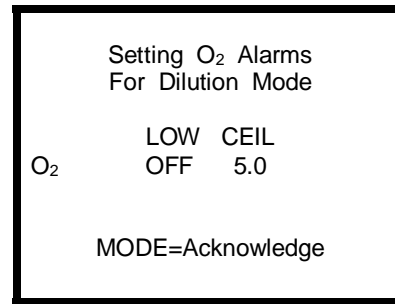 Setting O₂ Alarms
For Dilution Mode
LOW CEIL
O₂ OFF 5.0
MODE=Acknowledge